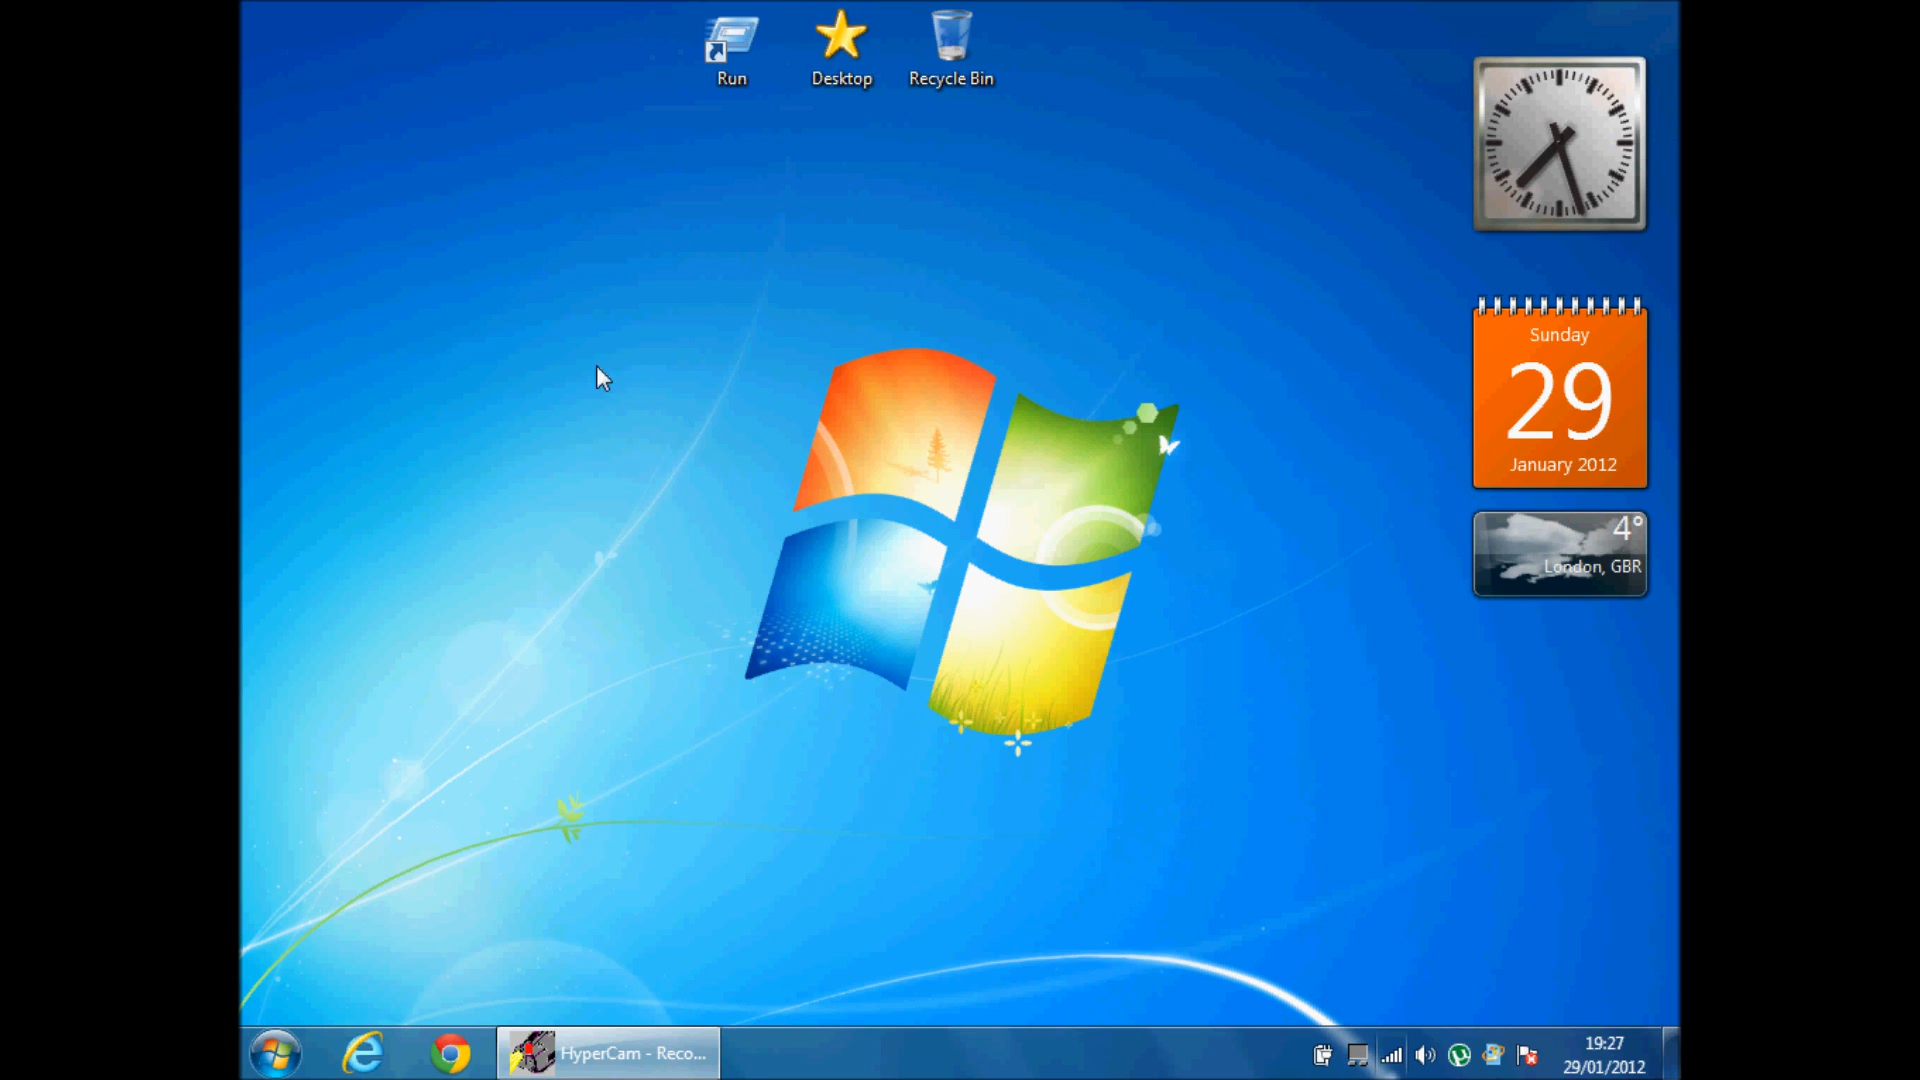 Run
Desktop
Recycle Bin
Sunday
29
January 2012
4°
London, GBR
HyperCam - Reco...
19:27
29/01/2012